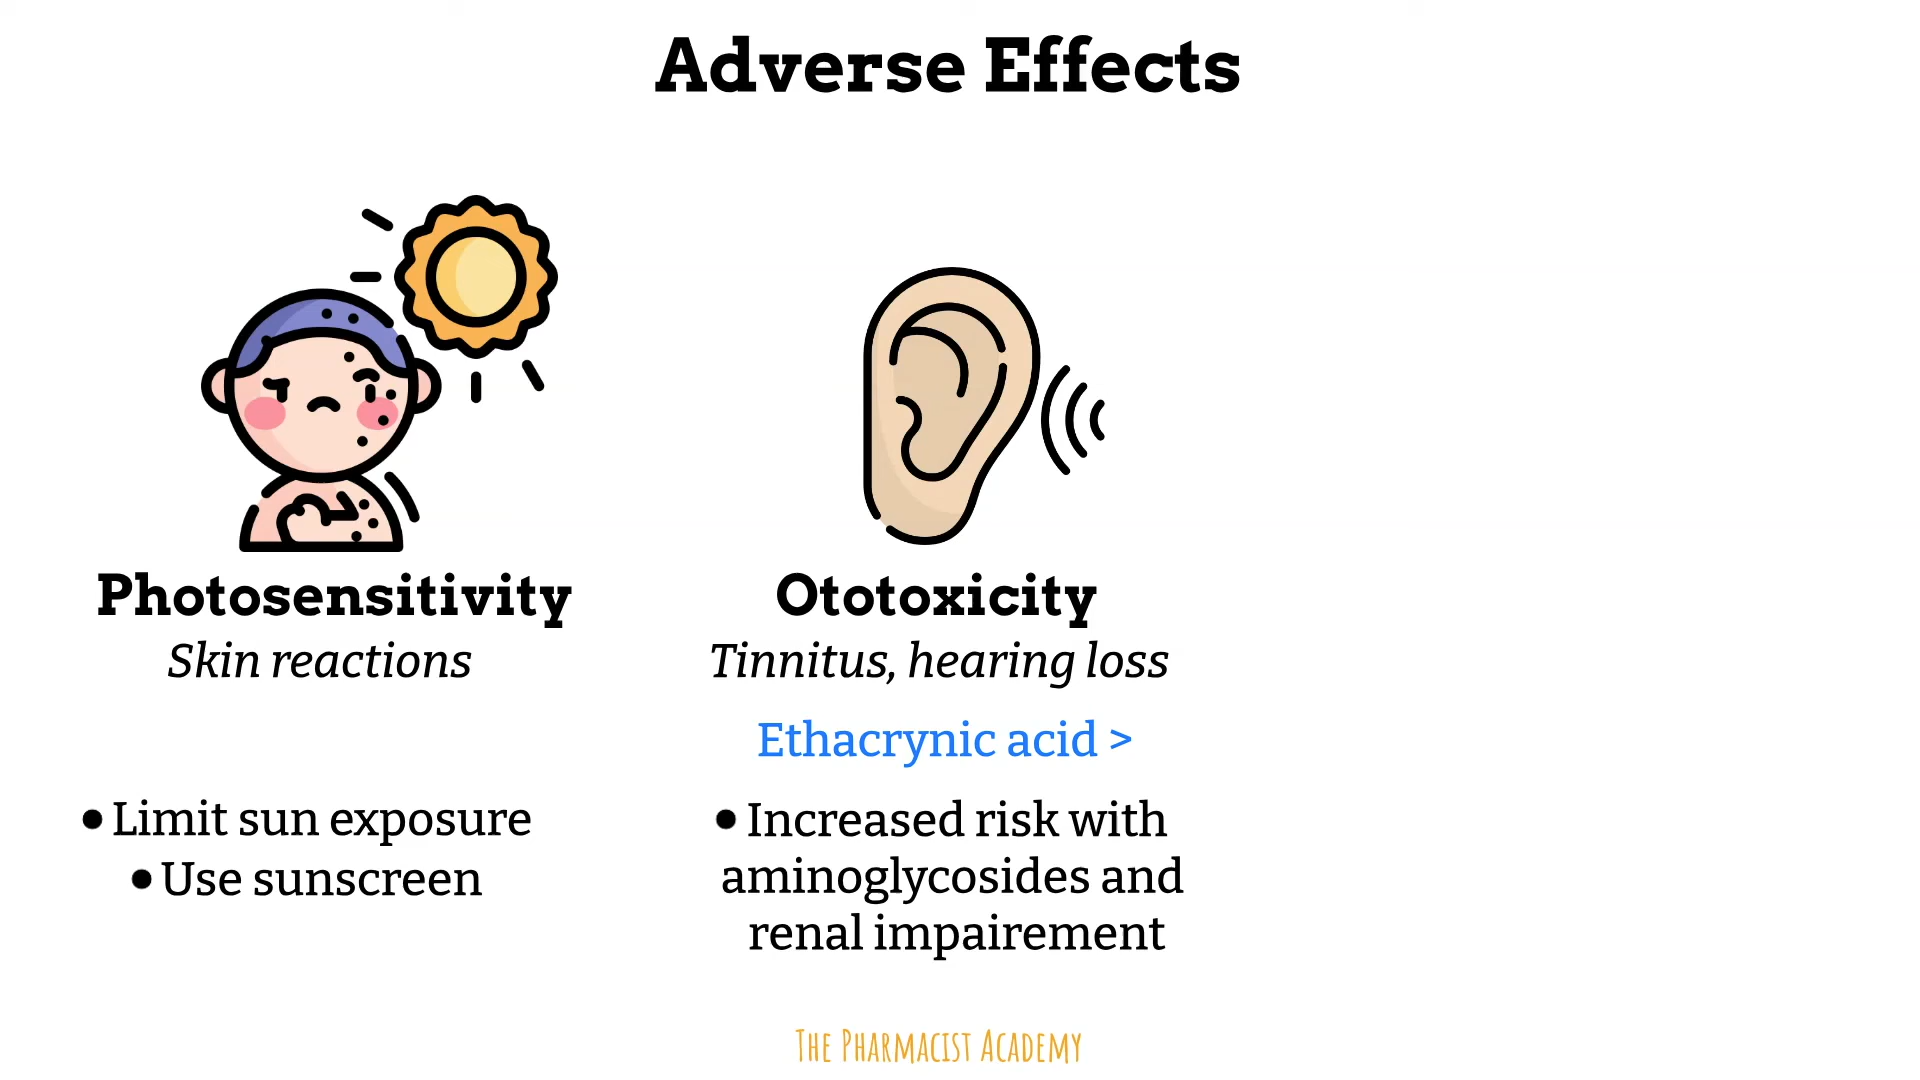 Adverse Effects
Photosensitivity
Skin reactions
• Limit sun exposure
• Use sunscreen
Ototoxicity
Tinnitus, hearing loss
Ethacrynic acid >
• Increased risk with
aminoglycosides and
renal impairement
The Pharmacist Academy